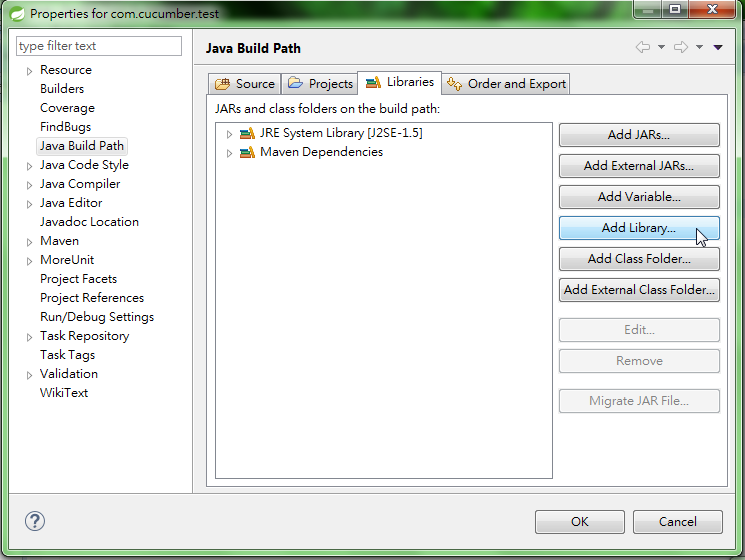 Properties for com.cucumber.test
type filter text
Resource
Builders
Coverage
FindBugs
Java Build Path
Java Code Style
Java Compiler
Java Editor
Javadoc Location
Maven
MoreUnit
Project Facets
Project References
Run/Debug Settings
Task Repository
Task Tags
Validation
WikiText
Java Build Path
Source Projects Libraries Order and Export
JARs and class folders on the build path:
JRE System Library [J2SE-1.5]
Maven Dependencies
Add JARs...
Add External JARs...
Add Variable...
Add Library...
Add Class Folder...
Add External Class Folder...
Edit...
Remove
Migrate JAR File...
OK Cancel